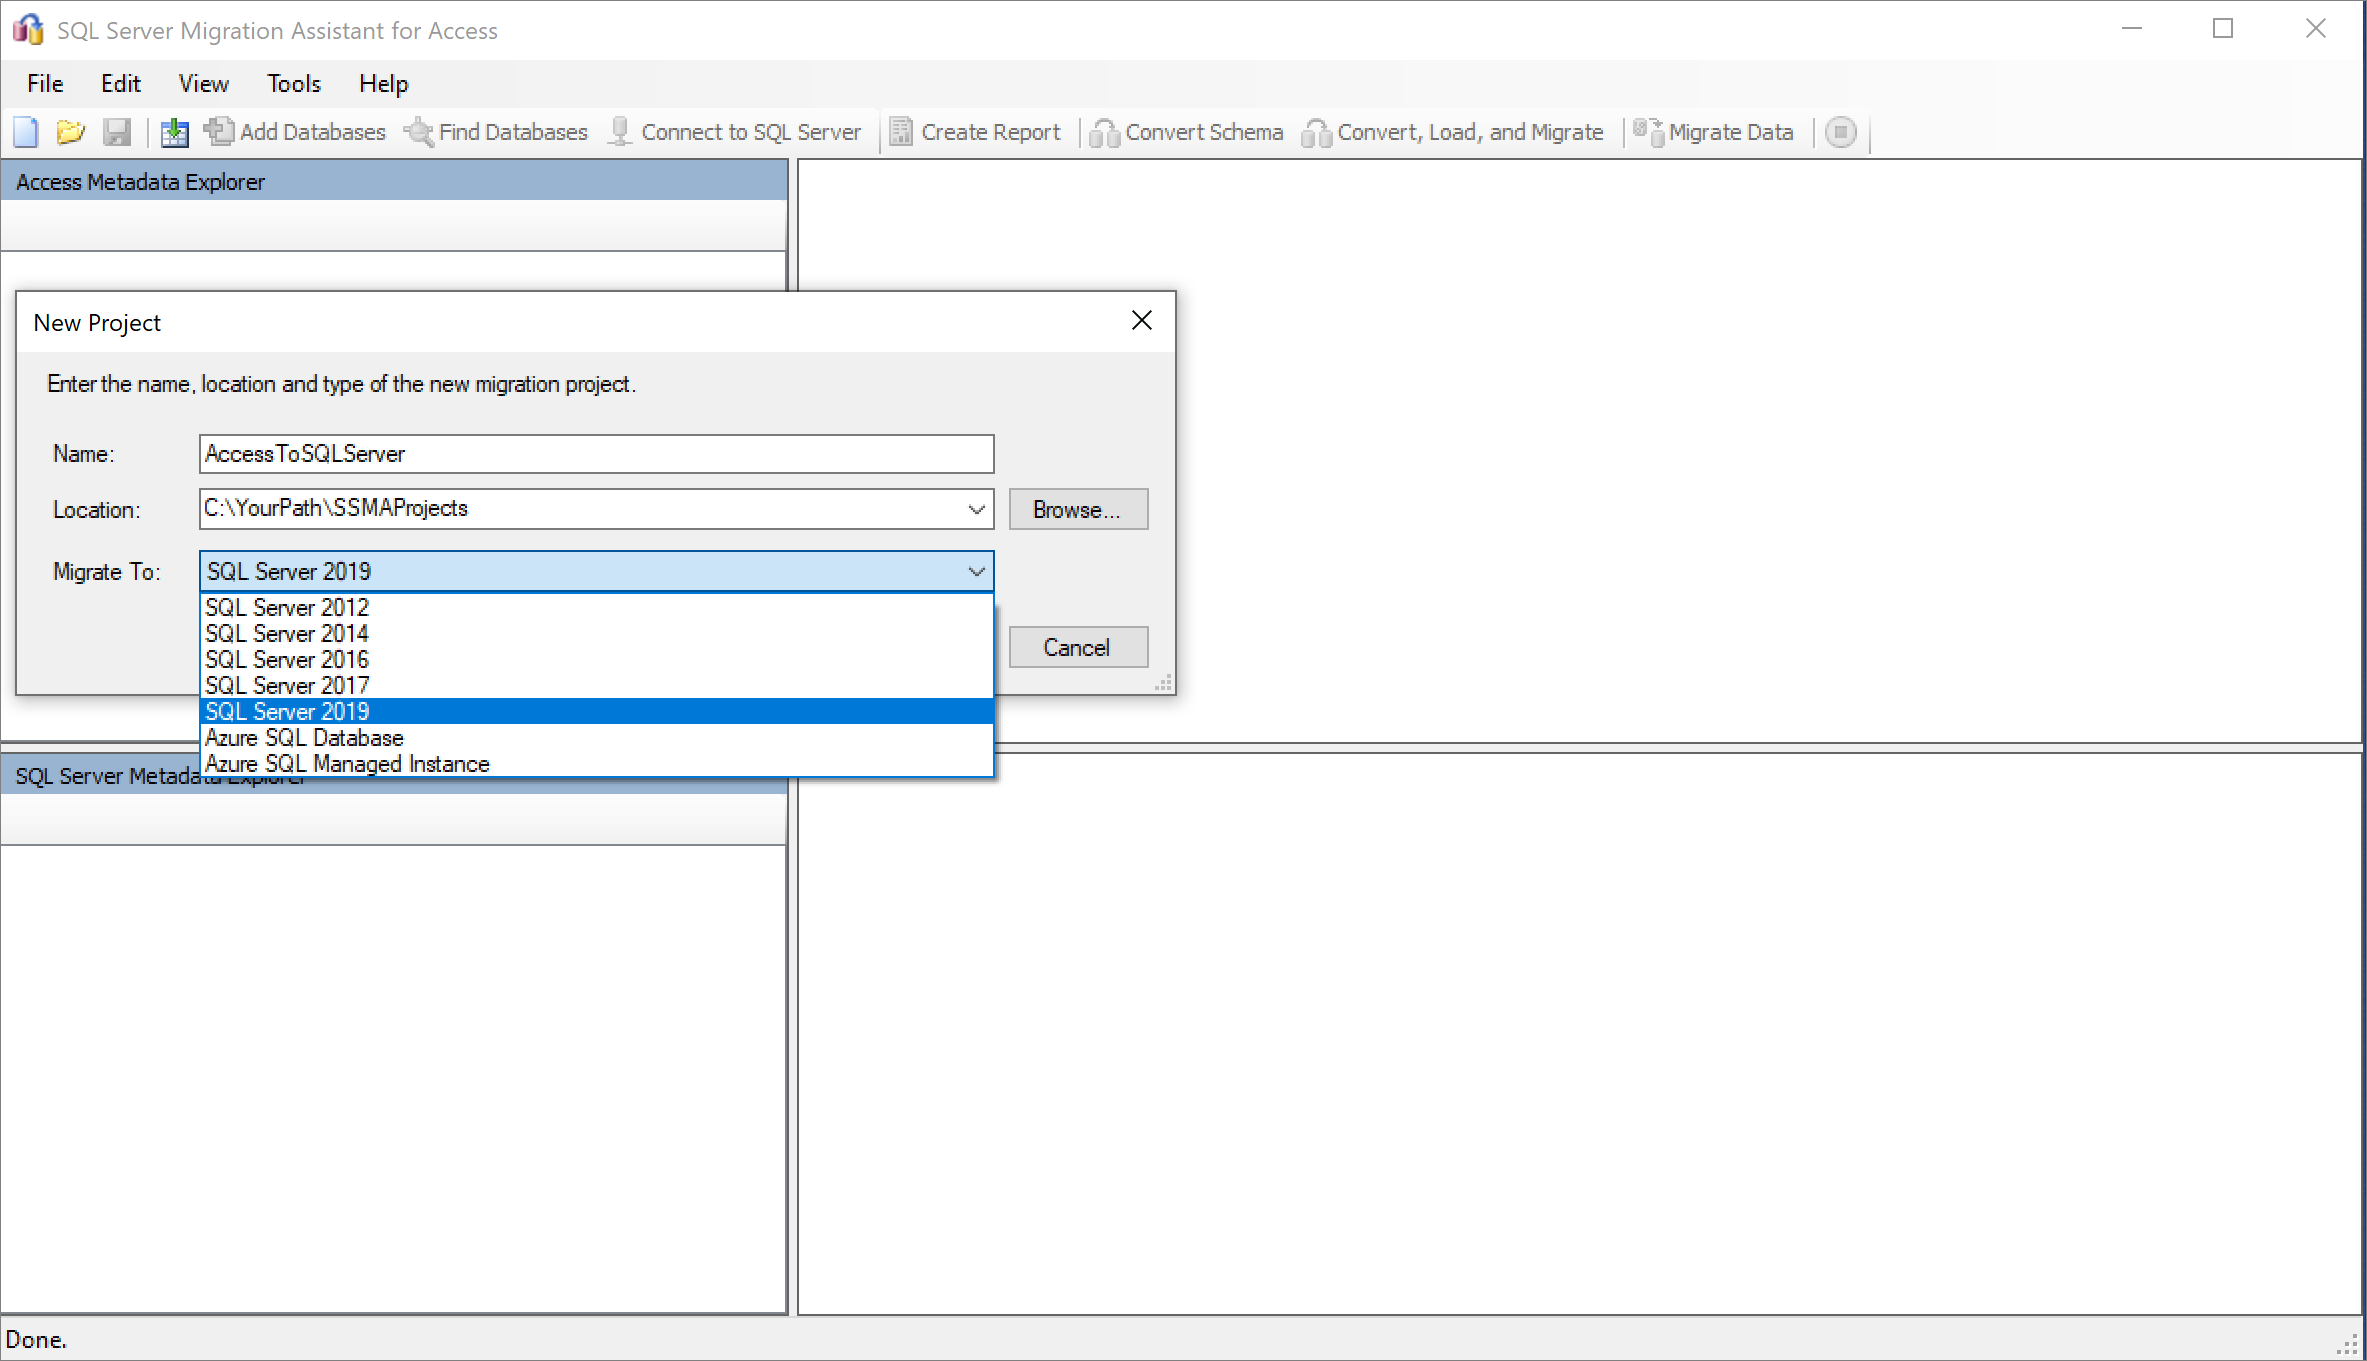 SQL Server Migration Assistant for Access
File Edit View Tools Help
Add Databases Find Databases Connect to SQL Server Create Report Convert Schema Convert, Load, and Migrate Migrate Data
Access Metadata Explorer
New Project
Enter the name, location and type of the new migration project.
Name: AccessToSQLServer
Location: C:\YourPath\SSMAProjects Browse...
Migrate To: SQL Server 2019
SQL Server 2012
SQL Server 2014
SQL Server 2016
SQL Server 2017
SQL Server 2019
Azure SQL Database
Azure SQL Managed Instance
Cancel
SQL Server Metadata Explorer
Done.